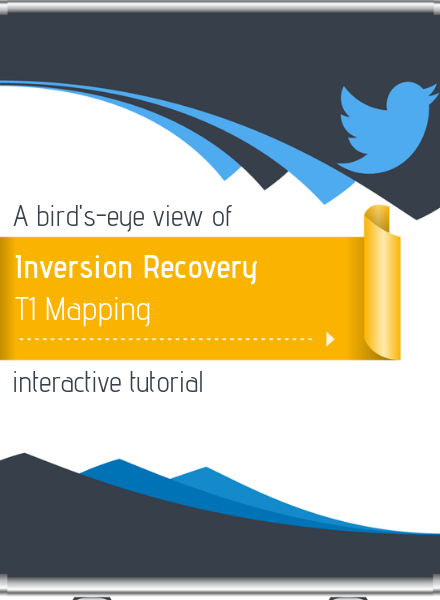 A bird's-eye view of
Inversion Recovery
T1 Mapping
interactive tutorial